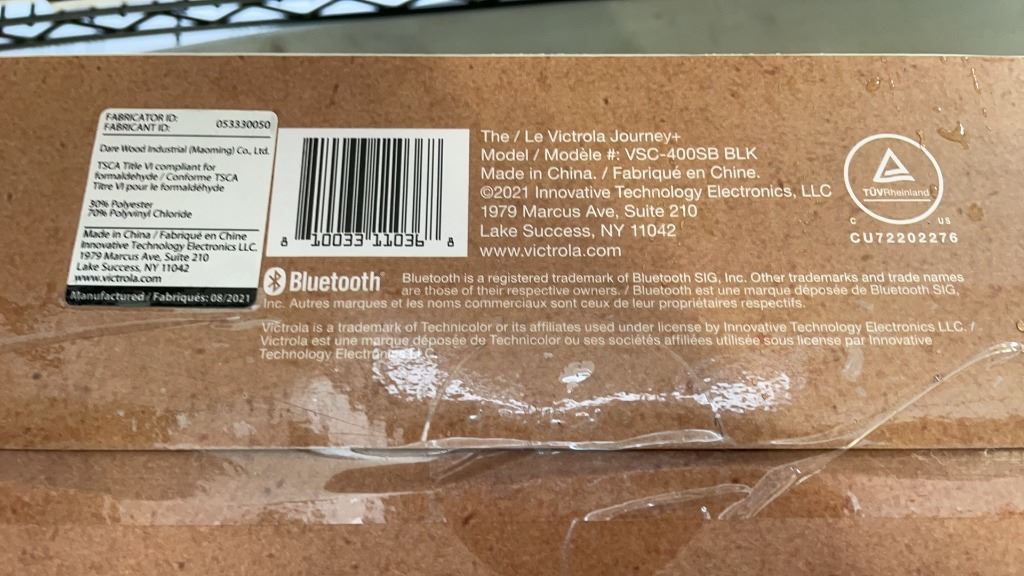 FABRICATOR ID:
FABRICANT ID: 053330050
Dare Wood Industrial (Maoming) Co., Ltd.
TSCA Title VI compliant for
formaldehyde / Conforme TSCA
Titre VI pour le formaldéhyde
30% Polyester
70% Polyvinyl Chloride
Made in China / Fabriqué en Chine
Innovative Technology Electronics LLC.
1979 Marcus Ave, Suite 210
Lake Success, NY 11042
www.victrola.com
Manufactured / Fabriqués: 08/2021
8 10033 11036 8
The / Le Victrola Journey+
Model / Modèle #: VSC-400SB BLK
Made in China. / Fabriqué en Chine.
©2021 Innovative Technology Electronics, LLC
1979 Marcus Ave, Suite 210
Lake Success, NY 11042
www.victrola.com
TÜVRheinland
C US
CU72202276
Bluetooth®
Bluetooth is a registered trademark of Bluetooth SIG, Inc. Other trademarks and trade names
are those of their respective owners. / Bluetooth est une marque déposée de Bluetooth SIG,
Inc. Autres marques et les noms commerciaux sont ceux de leur propriétaires respectifs.
Victrola is a trademark of Technicolor or its affiliates used under license by Innovative Technology Electronics LLC. /
Victrola est une marque déposée de Technicolor ou ses sociétés affiliées utilisée sous license par Innovative
Technology Electronics LLC.